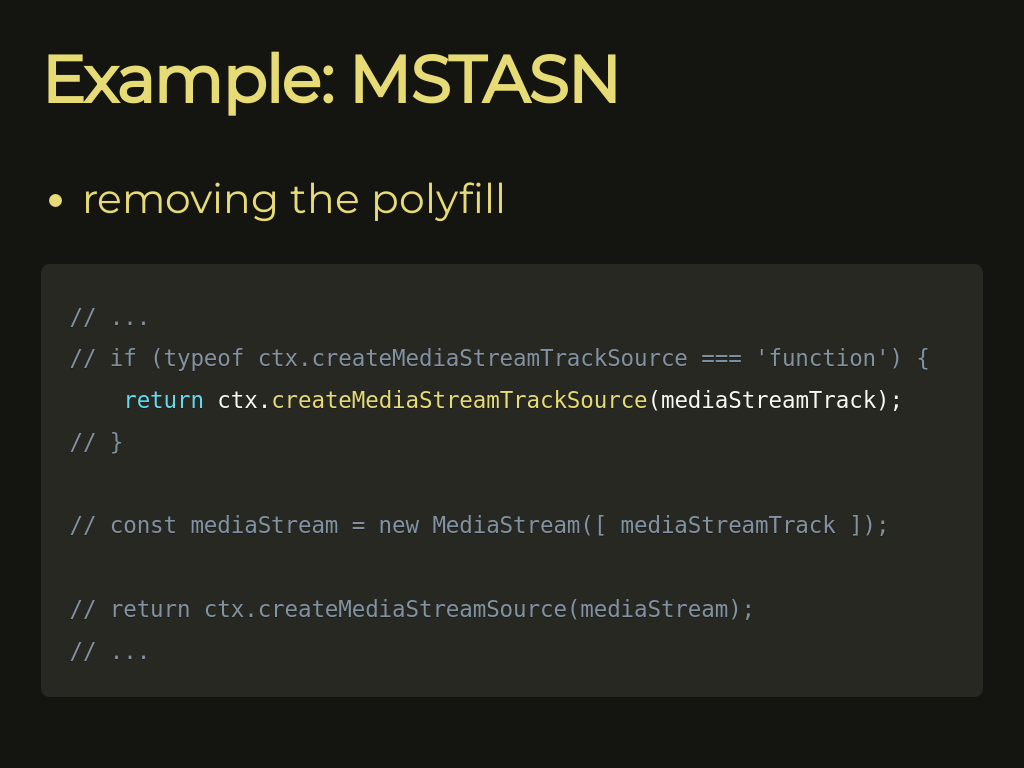 Example: MSTASN
• removing the polyfill
// ...
// if (typeof ctx.createMediaStreamTrackSource === 'function') {
    return ctx.createMediaStreamTrackSource(mediaStreamTrack);
// }
// const mediaStream = new MediaStream([ mediaStreamTrack ]);
// return ctx.createMediaStreamSource(mediaStream);
// ...